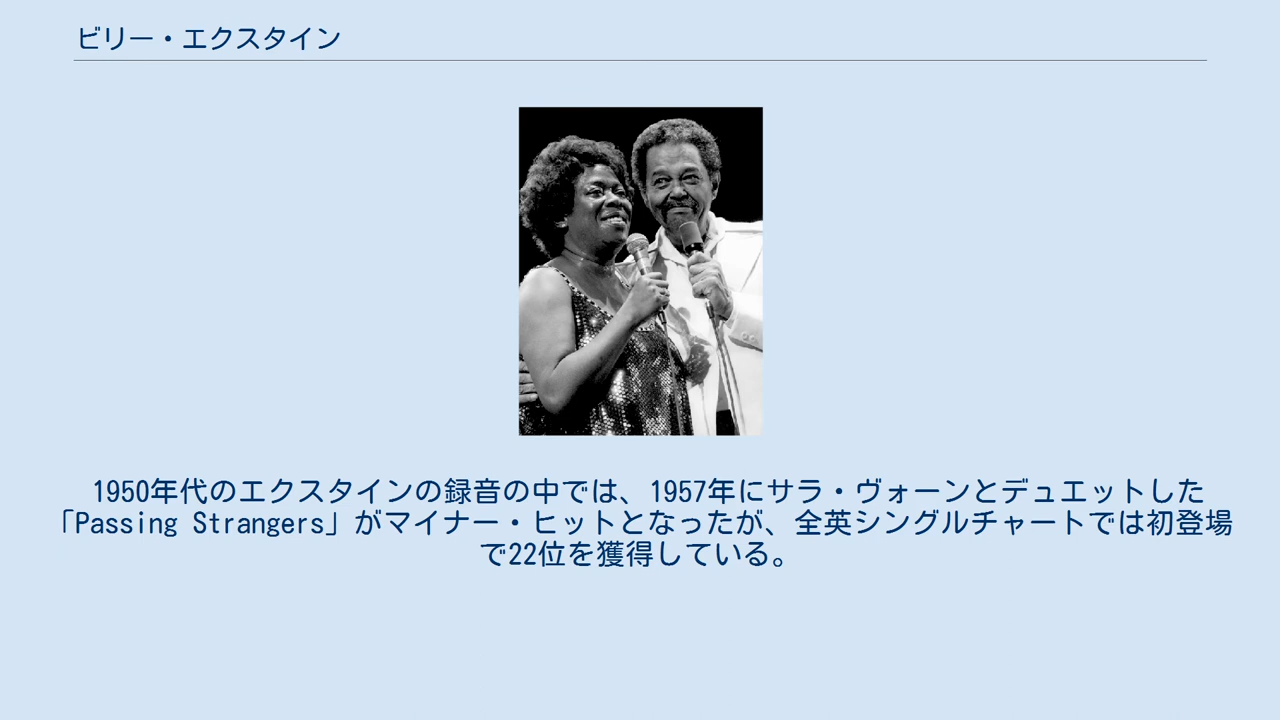 ビリー・エクスタイン
1950年代のエクスタインの録音の中では、1957年にサラ・ヴォーンとデュエットした
「Passing Strangers」がマイナー・ヒットとなったが、全英シングルチャートでは初登場
で22位を獲得している。